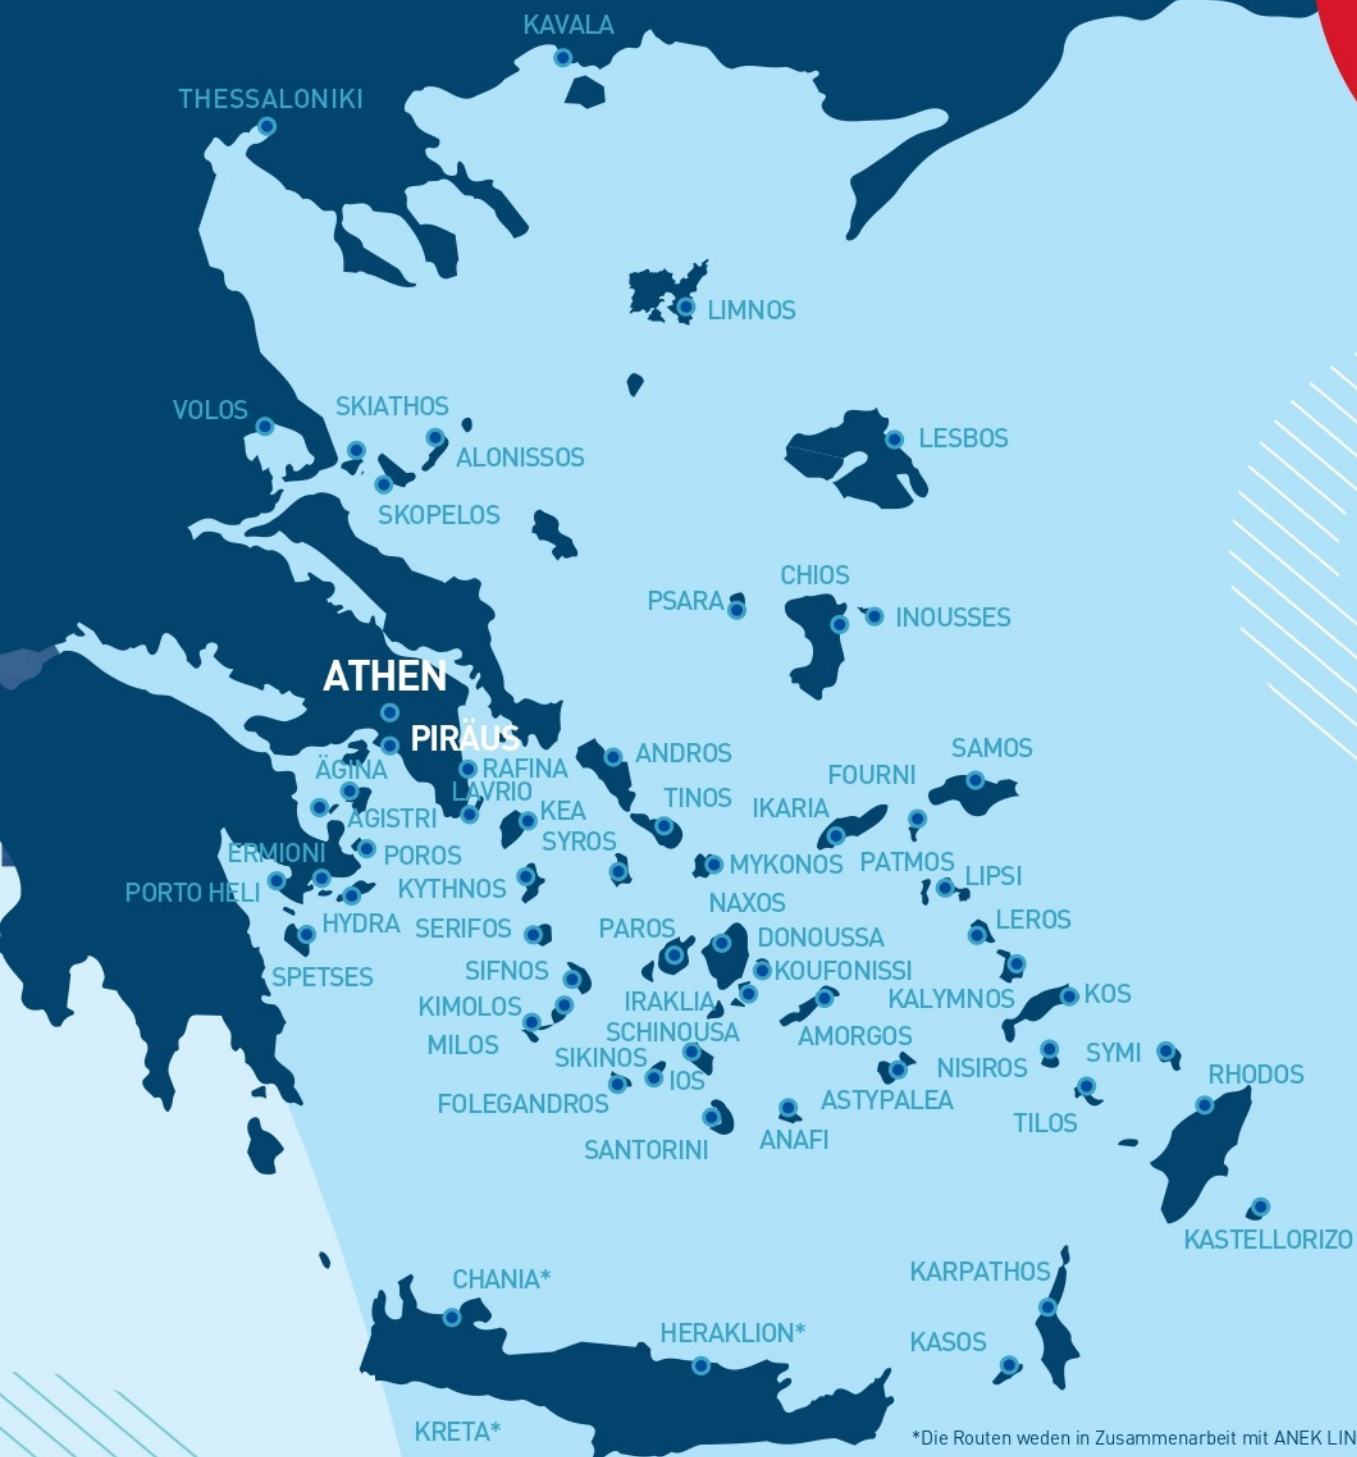 KAVALA
THESSALONIKI
LIMNOS
VOLOS
SKIATHOS
ALONISSOS
LESBOS
SKOPELOS
CHIOS
PSARA
INOUSSES
ATHEN
PIRÄUS
ANDROS
SAMOS
ÄGINA
RAFINA
FOURNI
LAVRIO
TINOS
IKARIA
AGISTRI
KEA
SYROS
ERMIONI
POROS
MYKONOS
PATMOS
LIPSI
PORTO HELI
KYTHNOS
NAXOS
HYDRA
SERIFOS
PAROS
DONOUSSA
LEROS
SPETSES
SIFNOS
KOUFONISSI
KIMOLOS
IRAKLIA
KALYMNOS
KOS
MILOS
SCHINOUSA
AMORGOS
SIKINOS
NISIROS
SYMI
IOS
RHODOS
FOLEGANDROS
ASTYPALEA
TILOS
SANTORINI
ANAFI
KASTELLORIZO
CHANIA*
KARPATHOS
HERAKLION*
KASOS
KRETA*
*Die Routen weden in Zusammenarbeit mit ANEK LIN